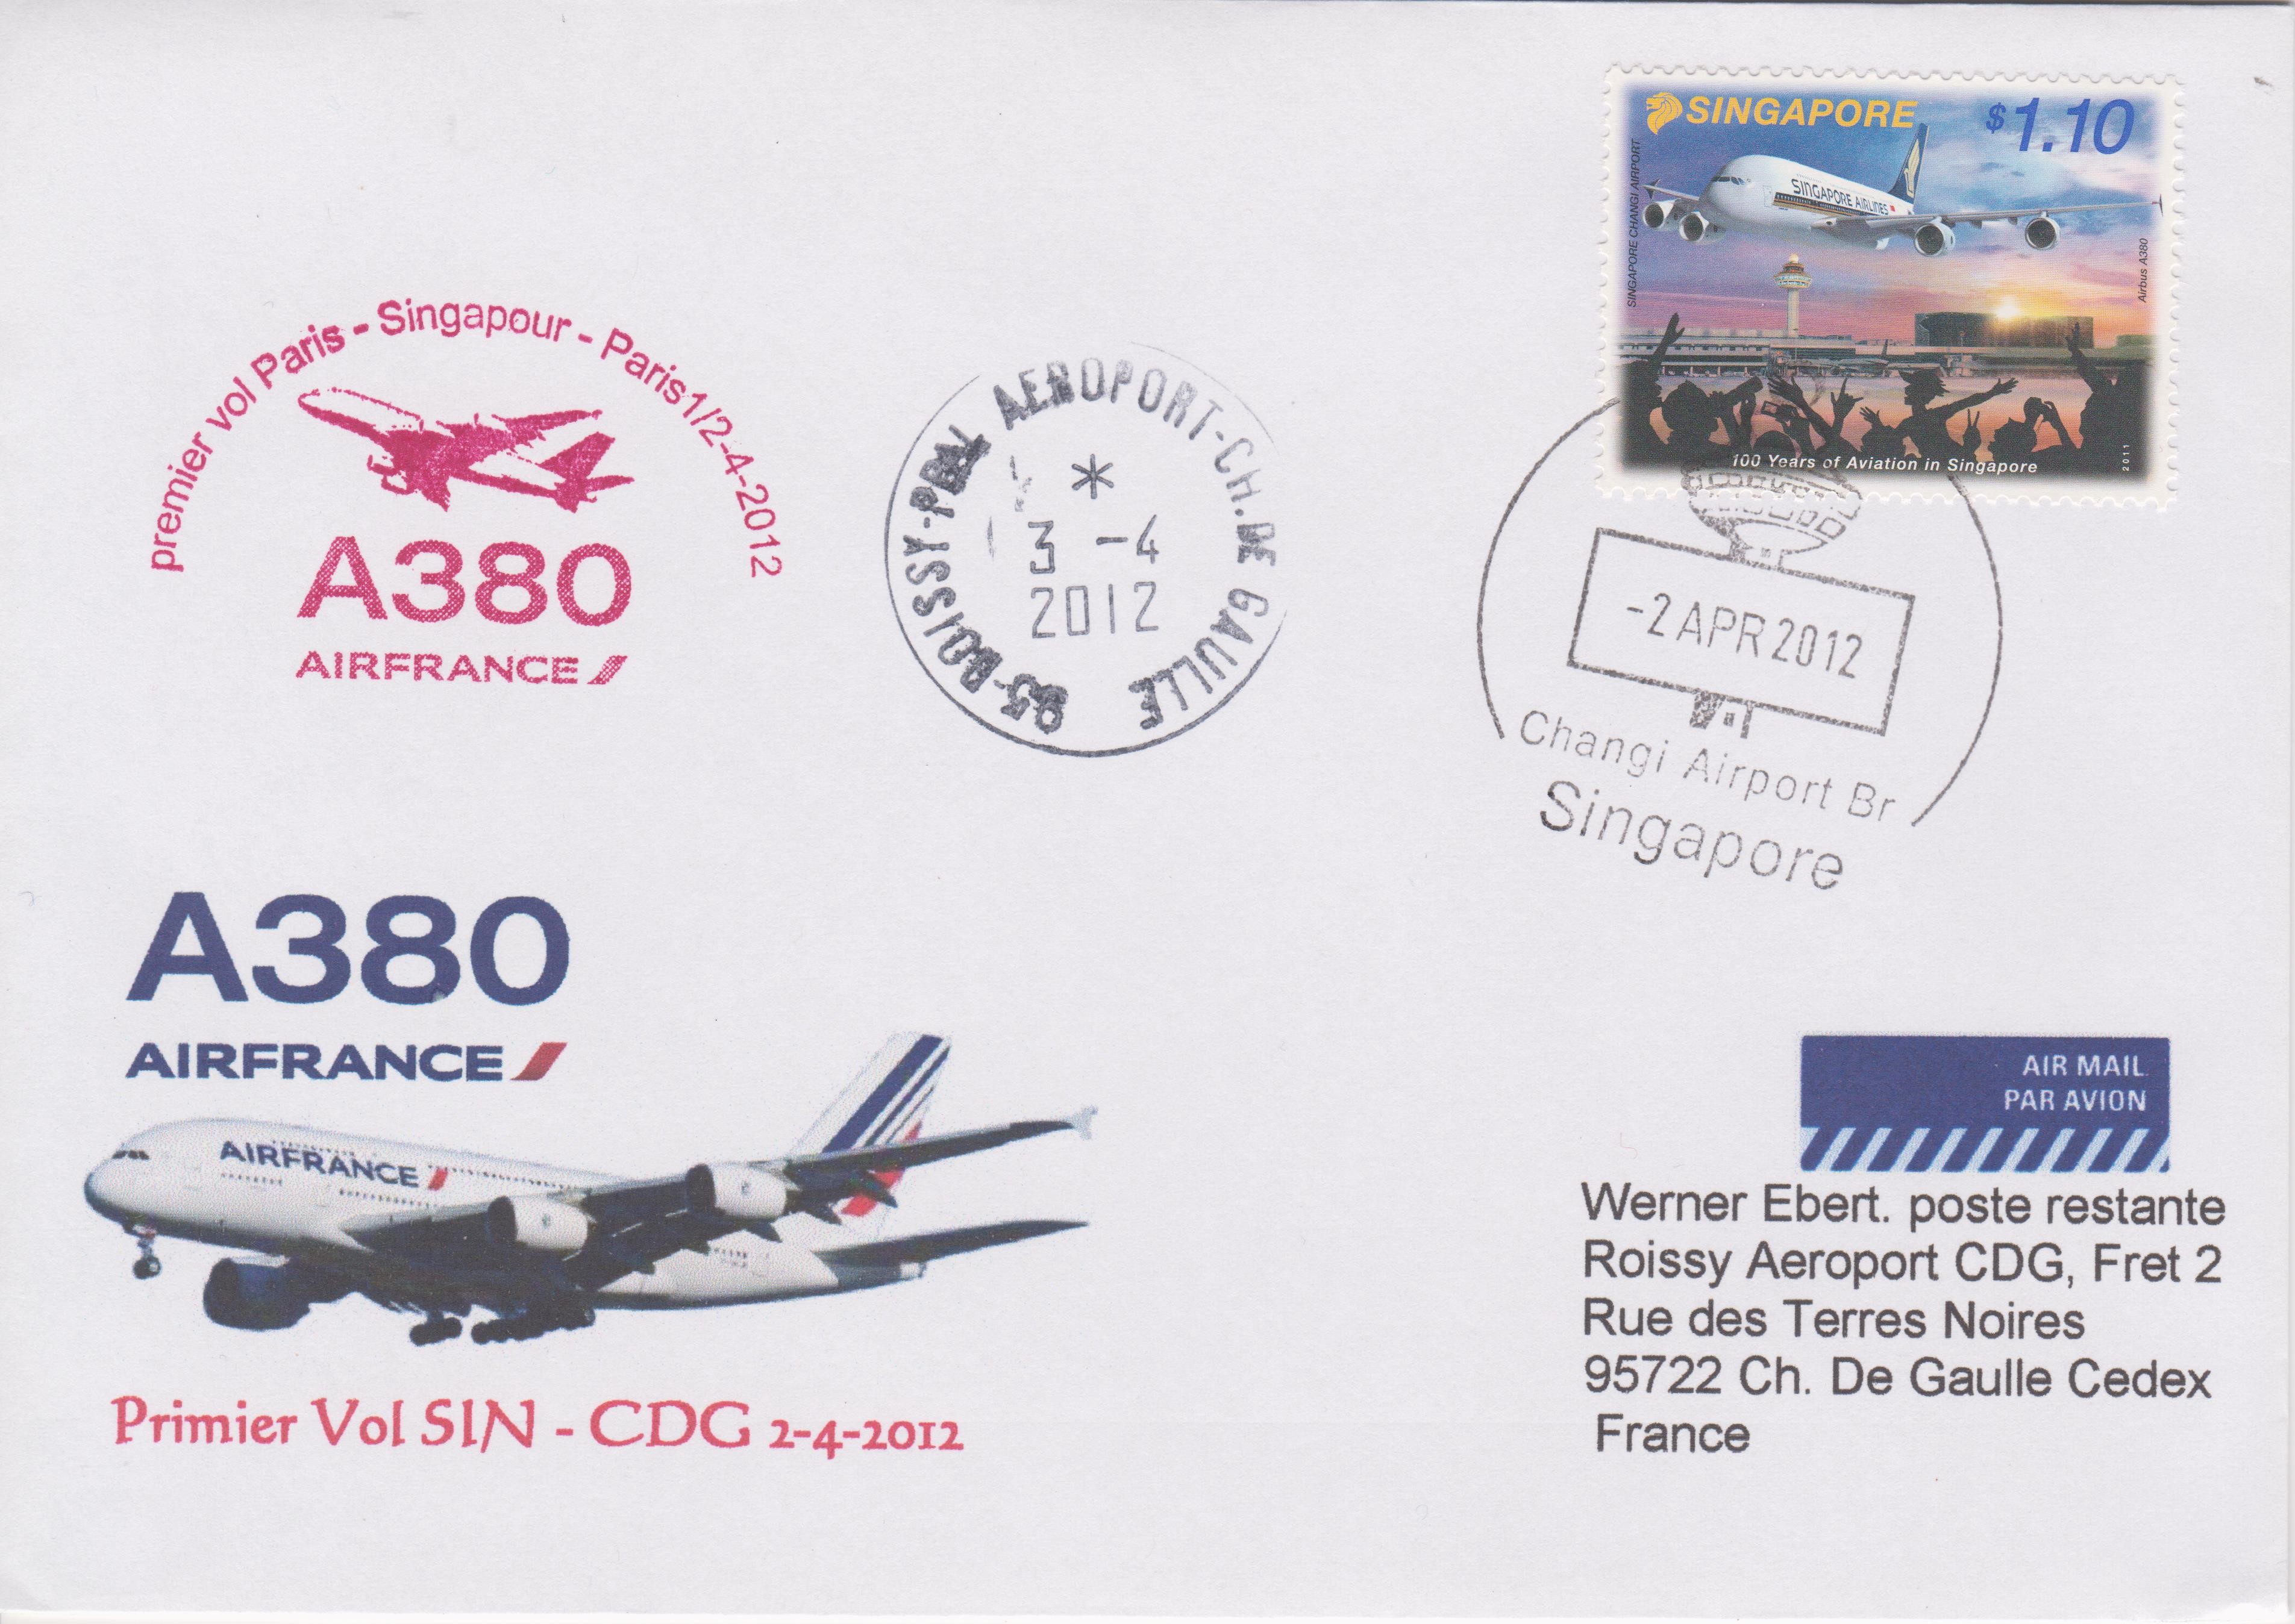 SINGAPORE $1.10
SINGAPORE CHANGI AIRPORT
SINGAPORE AIRLINES
Airbus A380
100 Years of Aviation in Singapore
2011
premier vol Paris - Singapour - Paris1/2-4-2012
A380
AIRFRANCE
AEROPORT-CH.DE GAULLE
95-ROISSY-PPAL
*
3 -4
2012
-2 APR 2012
Changi Airport Br
Singapore
A380
AIRFRANCE
AIRFRANCE
Primier Vol SIN - CDG 2-4-2012
AIR MAIL
PAR AVION
Werner Ebert. poste restante
Roissy Aeroport CDG, Fret 2
Rue des Terres Noires
95722 Ch. De Gaulle Cedex
France